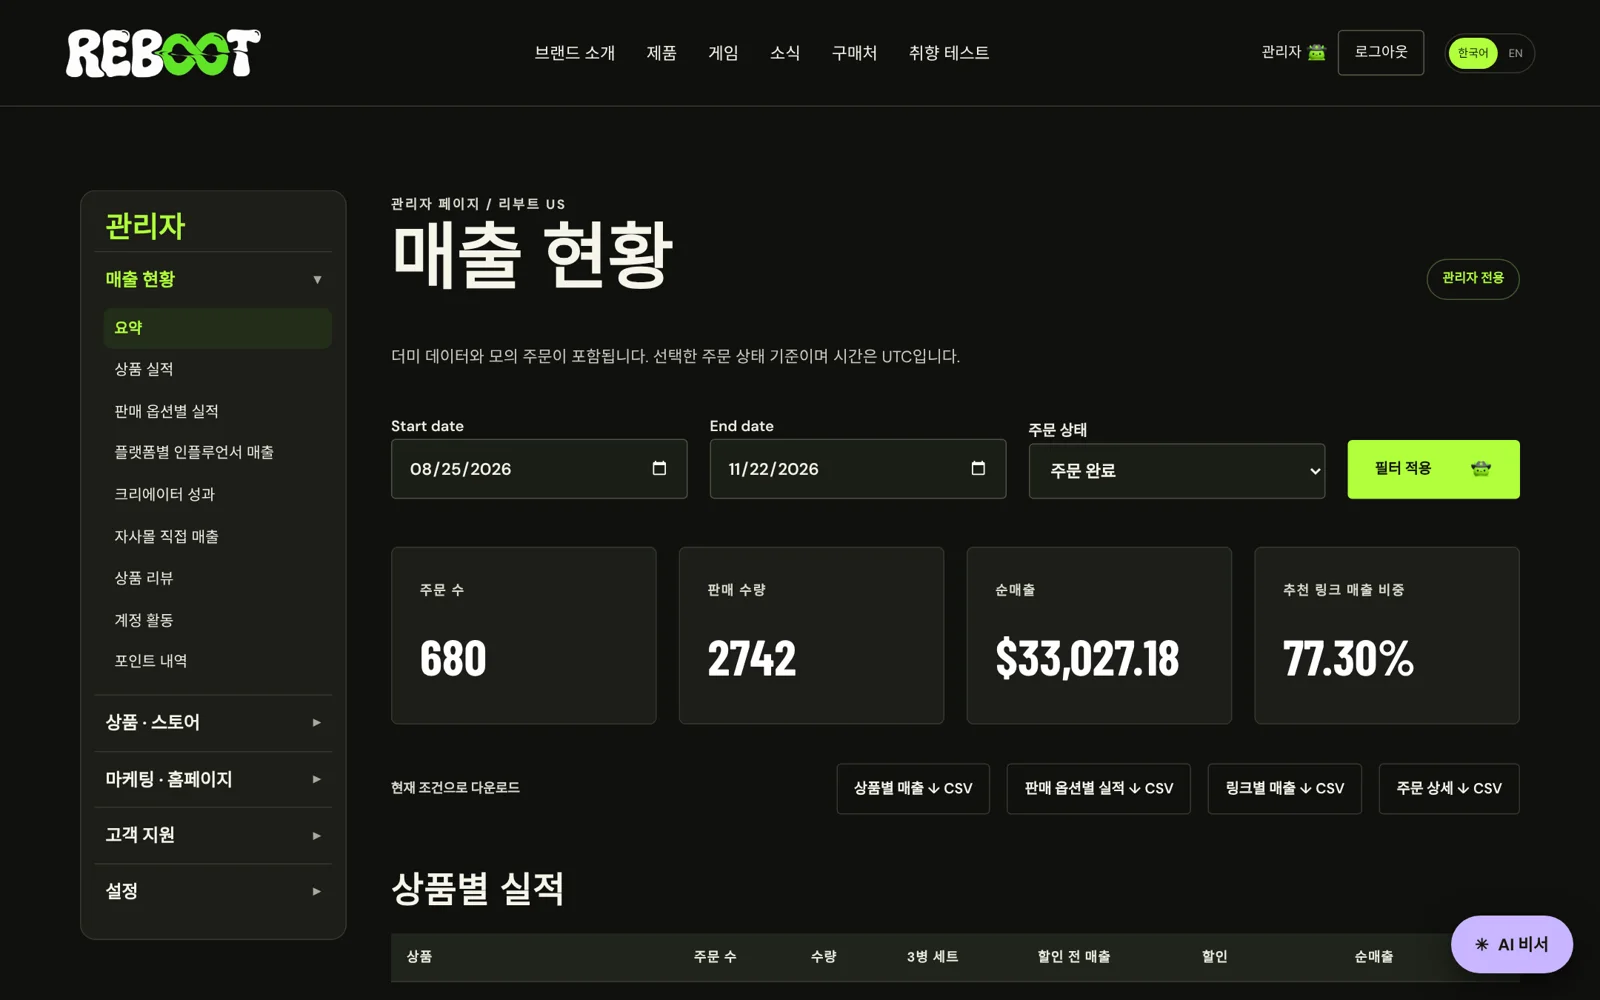 REBOOT
브랜드 소개 제품 게임 소식 구매처 취향 테스트
관리자 로그아웃 한국어 EN
관리자
매출 현황 ▼
요약
상품 실적
판매 옵션별 실적
플랫폼별 인플루언서 매출
크리에이터 성과
자사몰 직접 매출
상품 리뷰
계정 활동
포인트 내역
상품 · 스토어 ►
마케팅 · 홈페이지 ►
고객 지원 ►
설정 ►
관리자 페이지 / 리부트 US
매출 현황
관리자 전용
더미 데이터와 모의 주문이 포함됩니다. 선택한 주문 상태 기준이며 시간은 UTC입니다.
Start date End date 주문 상태
08/25/2026 11/22/2026 주문 완료 필터 적용
주문 수 판매 수량 순매출 추천 링크 매출 비중
680 2742 $33,027.18 77.30%
현재 조건으로 다운로드 상품별 매출 ↓ CSV 판매 옵션별 실적 ↓ CSV 링크별 매출 ↓ CSV 주문 상세 ↓ CSV
상품별 실적
상품 주문 수 수량 3병 세트 할인 전 매출 할인 순매출
AI 비서